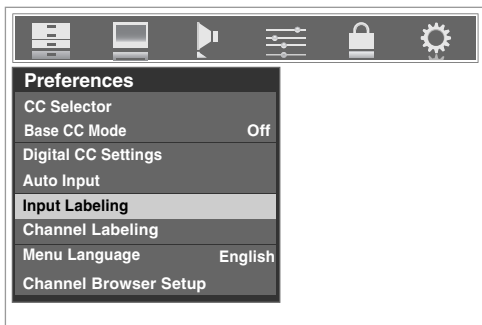 Preferences
CC Selector
Base CC Mode Off
Digital CC Settings
Auto Input
Input Labeling
Channel Labeling
Menu Language English
Channel Browser Setup